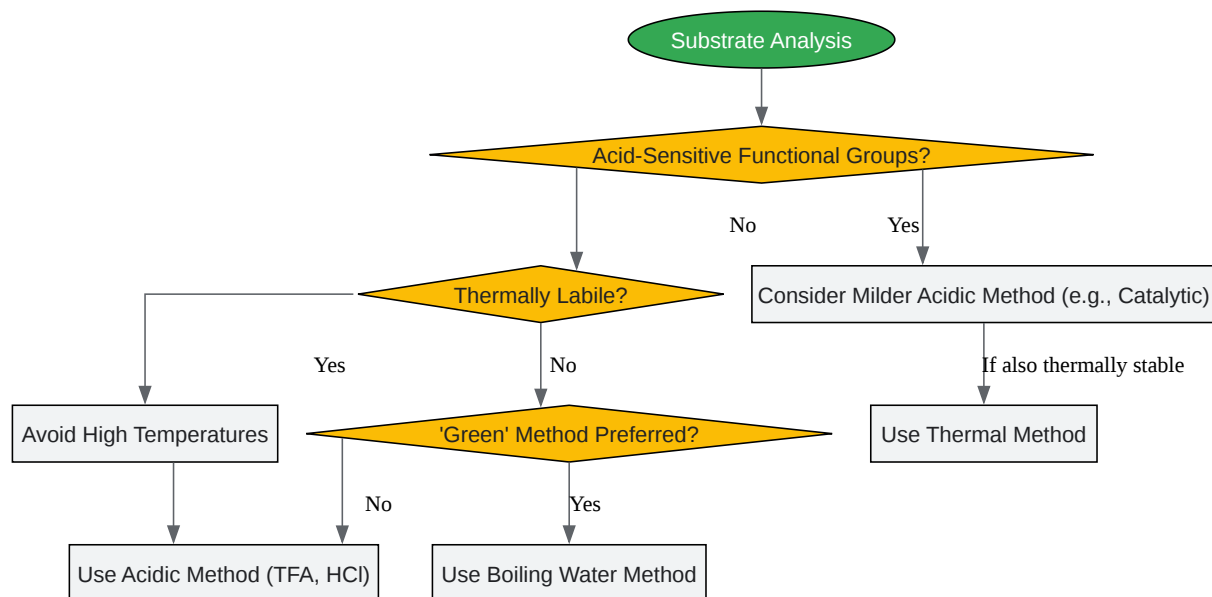 Substrate Analysis
Acid-Sensitive Functional Groups?
No
Yes
Thermally Labile?
Consider Milder Acidic Method (e.g., Catalytic)
Yes
No
If also thermally stable
Avoid High Temperatures
'Green' Method Preferred?
Use Thermal Method
No
Yes
Use Acidic Method (TFA, HCl)
Use Boiling Water Method